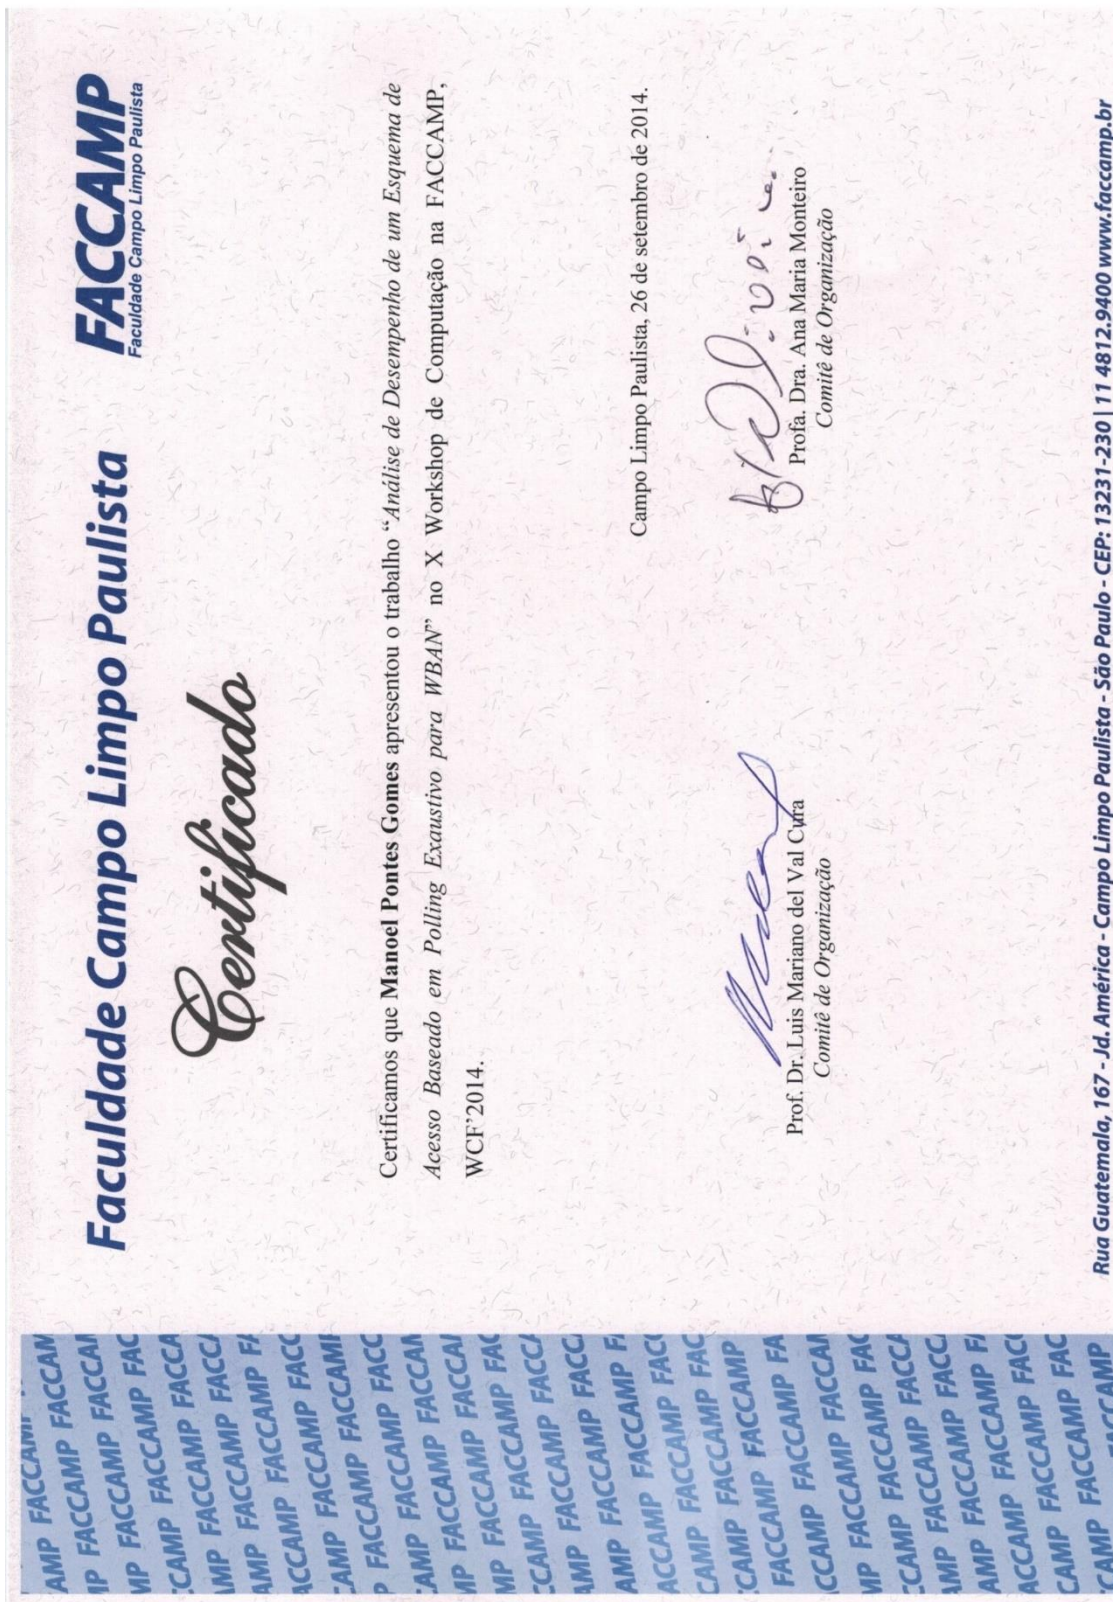 Faculdade Campo Limpo Paulista
FACCAMP
Faculdade Campo Limpo Paulista
Certificado
Certificamos que Manoel Pontes Gomes apresentou o trabalho “Análise de Desempenho de um Esquema de
Acesso Baseado em Polling Exaustivo para WBAN” no X Workshop de Computação na FACCAMP,
WCF’2014.
Campo Limpo Paulista, 26 de setembro de 2014.
Prof. Dr. Luis Mariano del Val Cura
Comitê de Organização
Profa. Dra. Ana Maria Monteiro
Comitê de Organização
Rua Guatemala, 167 - Jd. América - Campo Limpo Paulista - São Paulo - CEP: 13231-230 | 11 4812.9400 www.faccamp.br